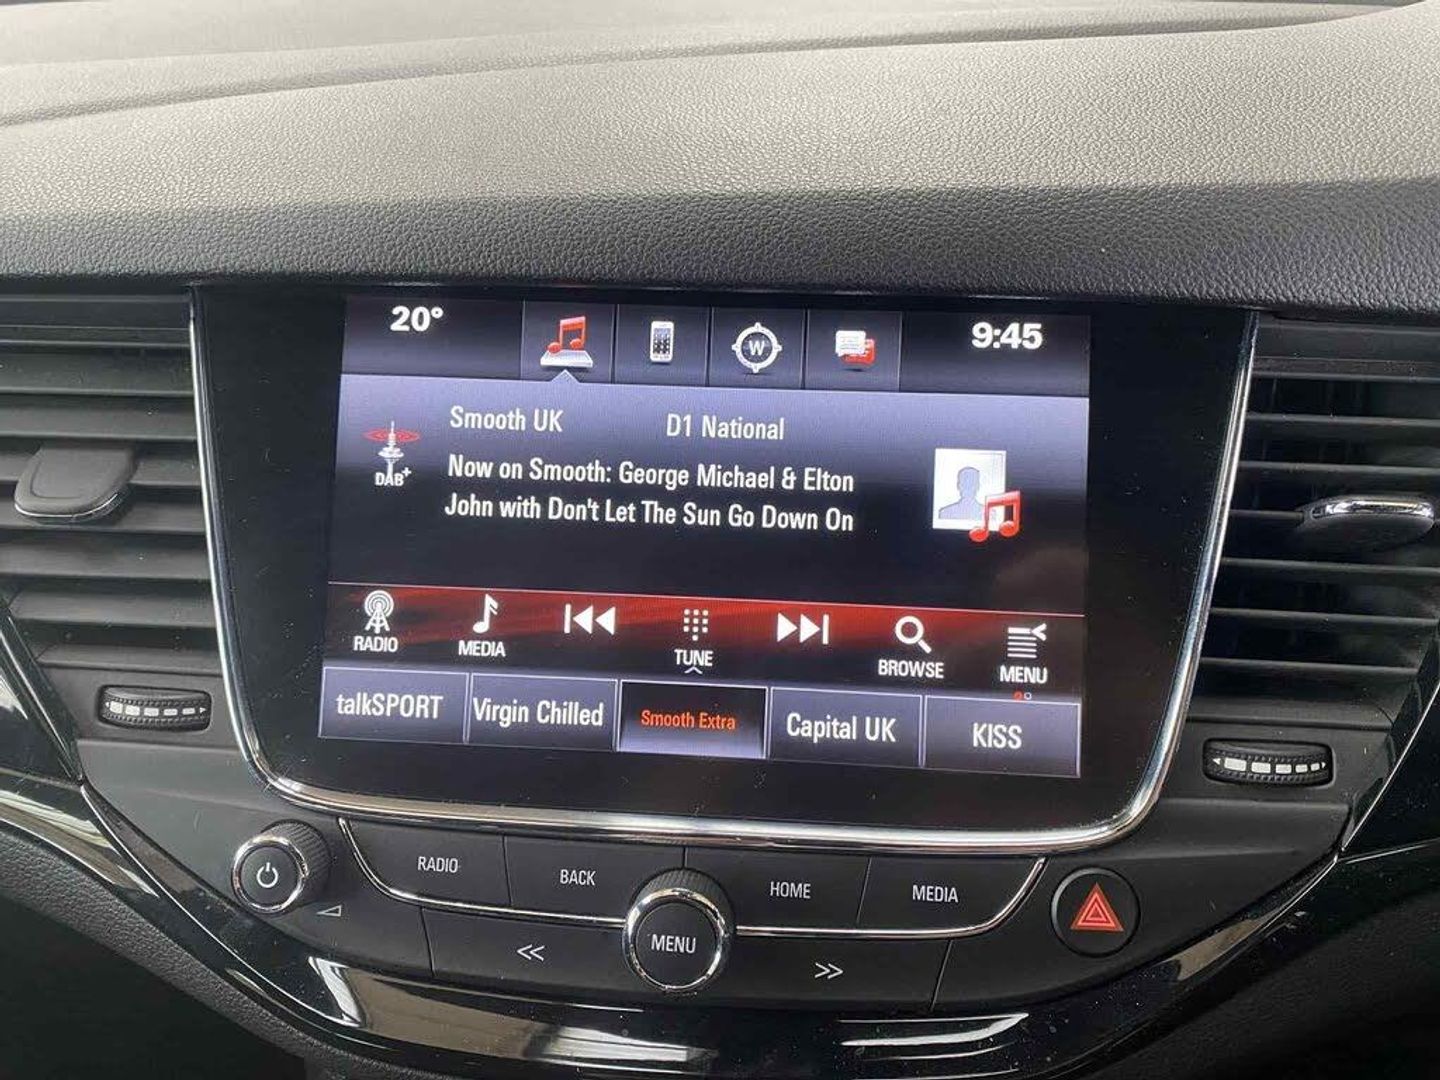 20°
W
9:45
Smooth UK D1 National
DAB+
Now on Smooth: George Michael & Elton
John with Don't Let The Sun Go Down On
RADIO
MEDIA
TUNE
BROWSE
MENU
talkSPORT
Virgin Chilled
Smooth Extra
Capital UK
KISS
RADIO
BACK
HOME
MEDIA
MENU